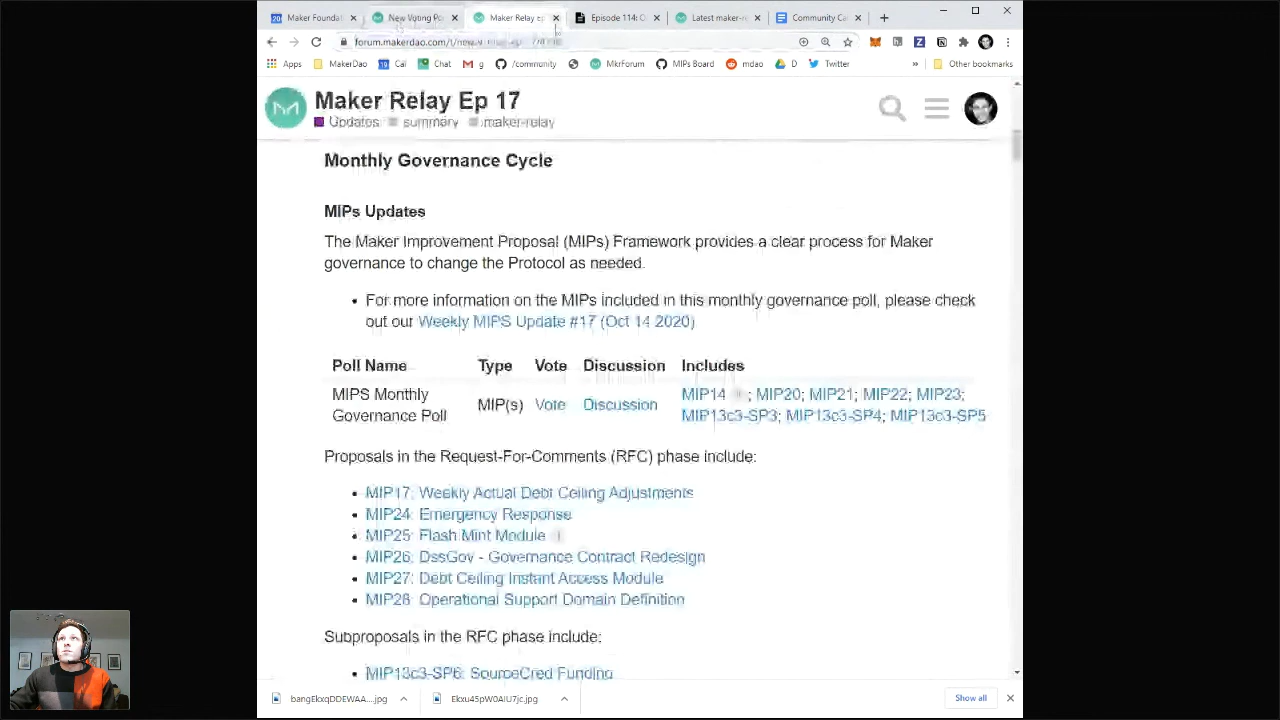 Maker Foundat
New Voting Po
Maker Relay Ep
Episode 114: C
Latest maker-r
Community Ca
Apps
MakerDao
Cal
Chat
g
/community
MkrForum
MIPs Board
mdao
D
Twitter
»
Other bookmarks
Maker Relay Ep 17
Updates summary maker-relay
Monthly Governance Cycle
MIPs Updates
The Maker Improvement Proposal (MIPs) Framework provides a clear process for Maker
governance to change the Protocol as needed.
• For more information on the MIPs included in this monthly governance poll, please check
out our Weekly MIPS Update #17 (Oct 14 2020)
Poll Name Type Vote Discussion Includes
MIPS Monthly
Governance Poll
MIP(s) Vote Discussion
MIP14 ; MIP20; MIP21; MIP22; MIP23;
MIP13c3-SP3; MIP13c3-SP4; MIP13c3-SP5
Proposals in the Request-For-Comments (RFC) phase include:
• MIP17: Weekly Actual Debt Ceiling Adjustments
• MIP24: Emergency Response
• MIP25: Flash Mint Module
• MIP26: DssGov - Governance Contract Redesign
• MIP27: Debt Ceiling Instant Access Module
• MIP28: Operational Support Domain Definition
Subproposals in the RFC phase include:
• MIP13c3-SP6: SourceCred Funding
bangEkxqDDEWAA....jpg
Ekxu45pW0AIU7jc.jpg
Show all